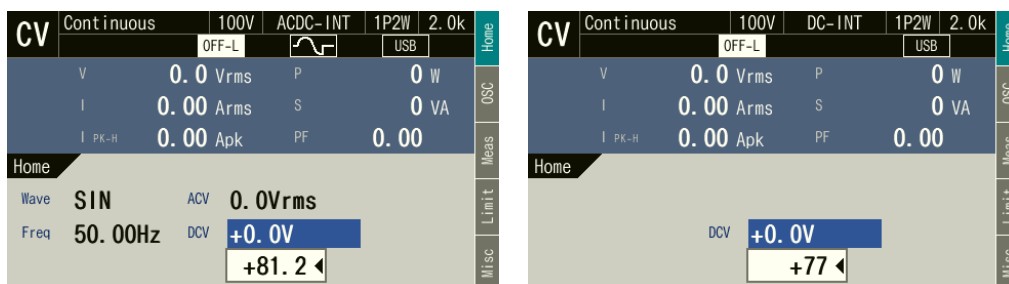 CV Continuous 100V ACDC-INT 1P2W 2.0k
OFF-L USB
V 0.0 Vrms P 0 W
I 0.00 Arms S 0 VA
I PK-H 0.00 Apk PF 0.00
Home
Wave SIN ACV 0.0Vrms
Freq 50.00Hz DCV +0.0V
+81.2
Home
OSC
Meas
Limit
Misc
CV Continuous 100V DC-INT 1P2W 2.0k
OFF-L USB
V 0.0 Vrms P 0 W
I 0.00 Arms S 0 VA
I PK-H 0.00 Apk PF 0.00
Home
DCV +0.0V
+77
Home
OSC
Meas
Limit
Misc